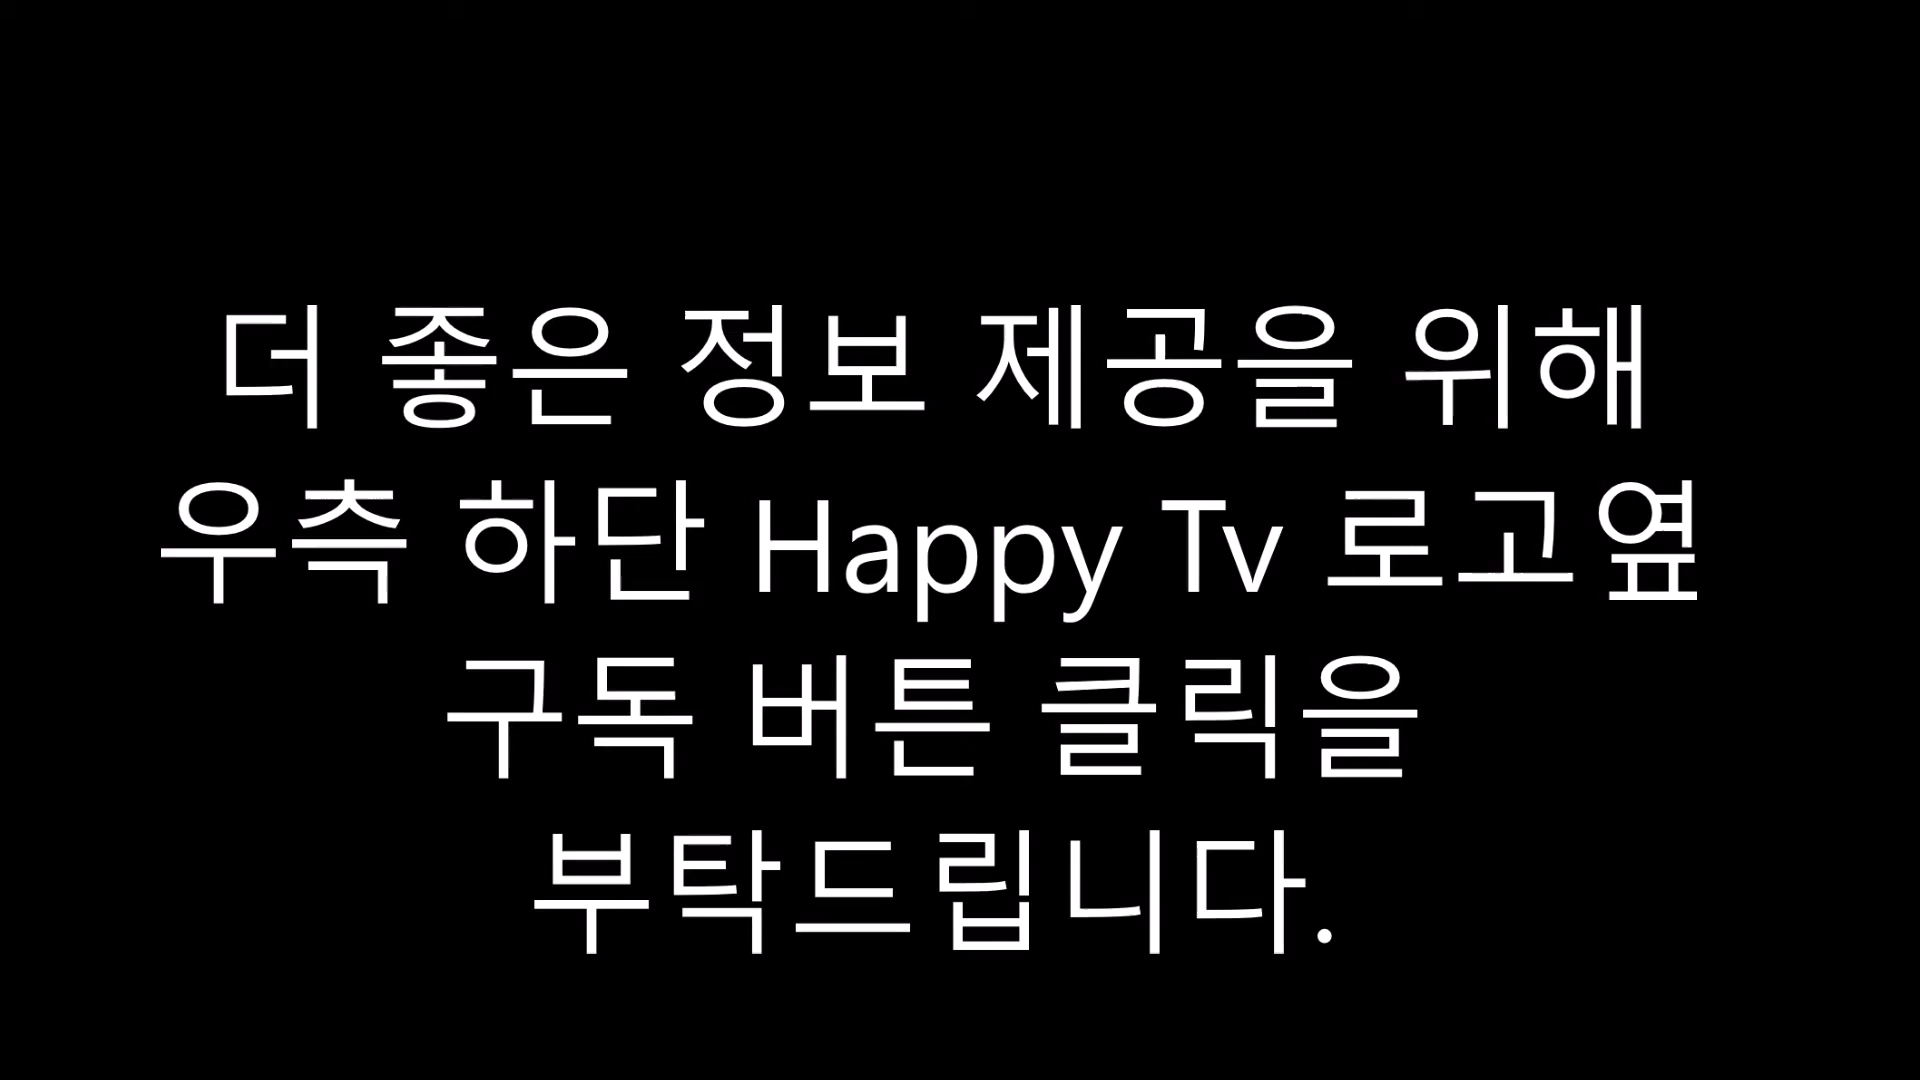 더 좋은 정보 제공을 위해
우측 하단 Happy Tv 로고옆
구독 버튼 클릭을
부탁드립니다.